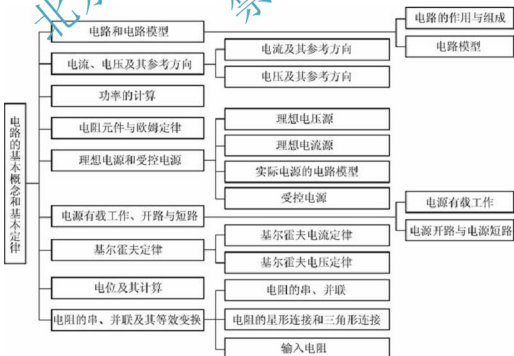 电路的基本概念和基本定律
电路和电路模型
电路的作用与组成
电路模型
电流、电压及其参考方向
电流及其参考方向
电压及其参考方向
功率的计算
电阻元件与欧姆定律
理想电源和受控电源
理想电压源
理想电流源
实际电源的电路模型
受控电源
电源有载工作、开路与短路
电源有载工作
电源开路与电源短路
基尔霍夫定律
基尔霍夫电流定律
基尔霍夫电压定律
电位及其计算
电阻的串、并联及其等效变换
电阻的串、并联
电阻的星形连接和三角形连接
输入电阻